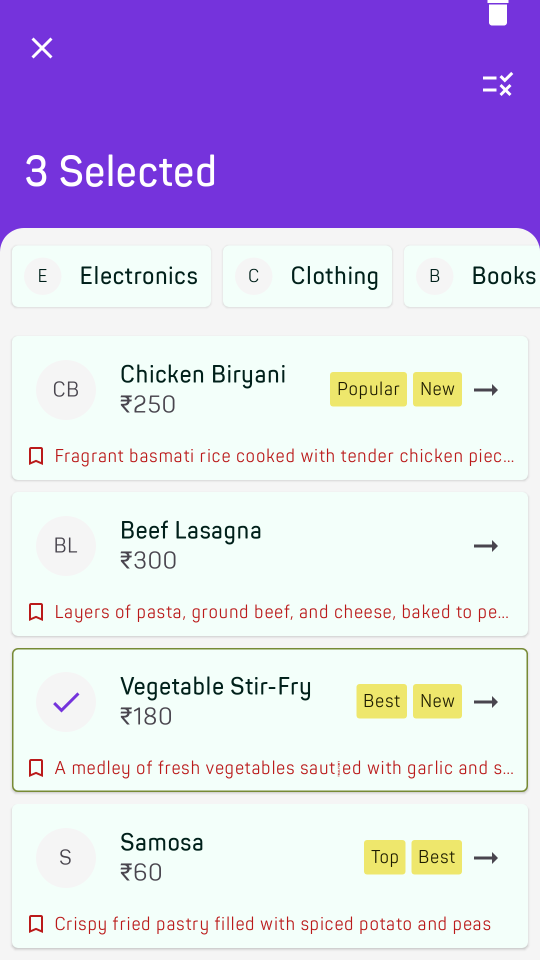 3 Selected
E Electronics C Clothing B Books
CB Chicken Biryani
₹250
Popular New
Fragrant basmati rice cooked with tender chicken piec...
BL Beef Lasagna
₹300
Layers of pasta, ground beef, and cheese, baked to pe...
Vegetable Stir-Fry
₹180
Best New
A medley of fresh vegetables saut¦ed with garlic and s...
S Samosa
₹60
Top Best
Crispy fried pastry filled with spiced potato and peas